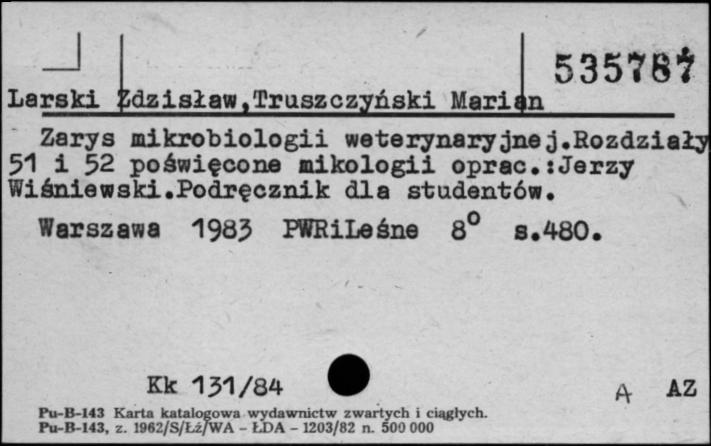 535787
Larski Zdzisław,Truszczyński Marian
Zarys mikrobiologii weterynaryjnej.Rozdziały
51 i 52 poświęcone mikologii oprac.:Jerzy
Wiśniewski.Podręcznik dla studentów.
Warszawa 1983 PWRiLeśne 8° s.480.
Kk 131/84
A AZ
Pu-B-143 Karta katalogowa wydawnictw zwartych i ciągłych.
Pu-B-143, z. 1962/S/Łź/WA - ŁDA - 1203/82 n. 500 000